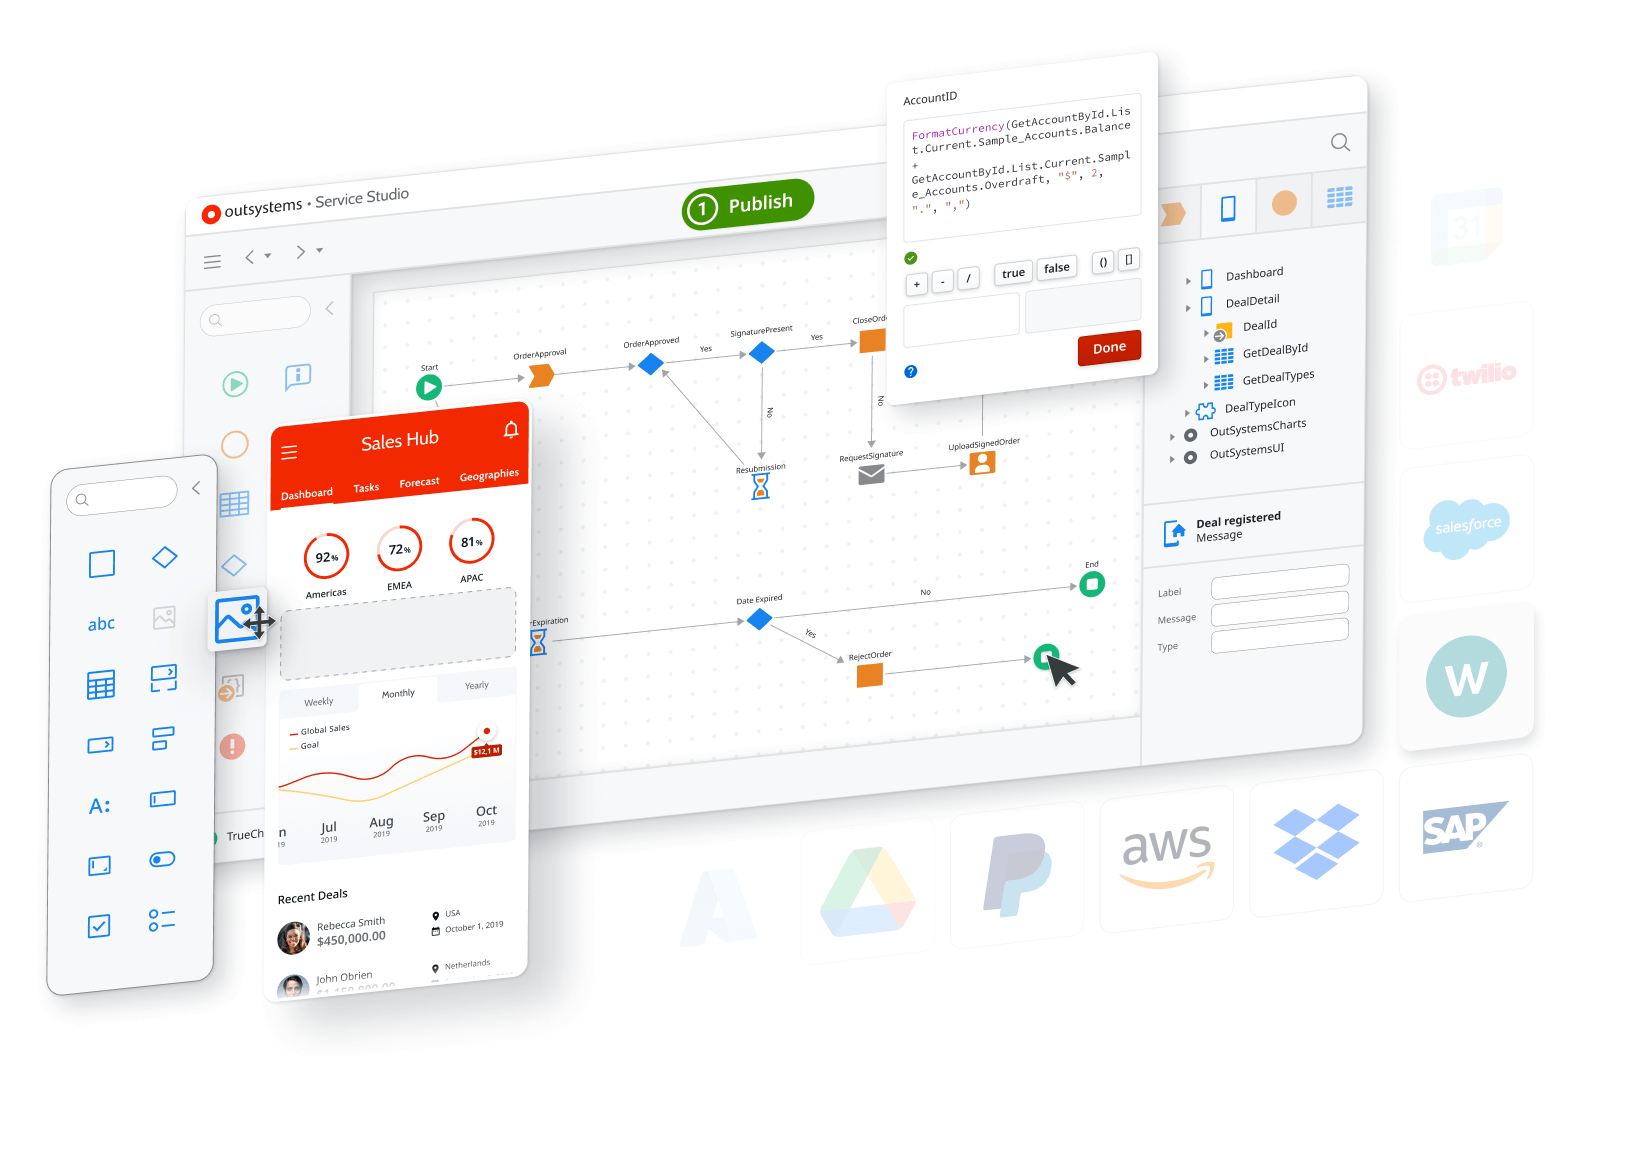 outsystems • Service Studio
1 Publish
AccountID
FormatCurrency(GetAccountById.Lis
t.Current.Sample_Accounts.Balance
+
GetAccountById.List.Current.Sampl
e_Accounts.Overdraft, "$", 2,
".", ",")
+ - / true false () []
Done
?
Start
OrderApproval
OrderApproved
Yes
SignaturePresent
Yes
No
No
Resubmission
RequestSignature
UploadSignedOrder
Date Expired
No
Yes
RejectOrder
End
Dashboard
DealDetail
DealId
GetDealById
GetDealTypes
DealTypeIcon
OutSystemsCharts
OutSystemsUI
Deal registered
Message
Label
Message
Type
abc
A:
Sales Hub
Dashboard Tasks Forecast Geographies
92% 72% 81%
Americas EMEA APAC
Weekly Monthly Yearly
Global Sales
Goal
$12,1 M
Jul Aug Sep Oct
2019 2019 2019 2019
Recent Deals
Rebecca Smith
$450,000.00
USA
October 1, 2019
John Obrien
Netherlands
31
twilio
salesforce
W
SAP
aws